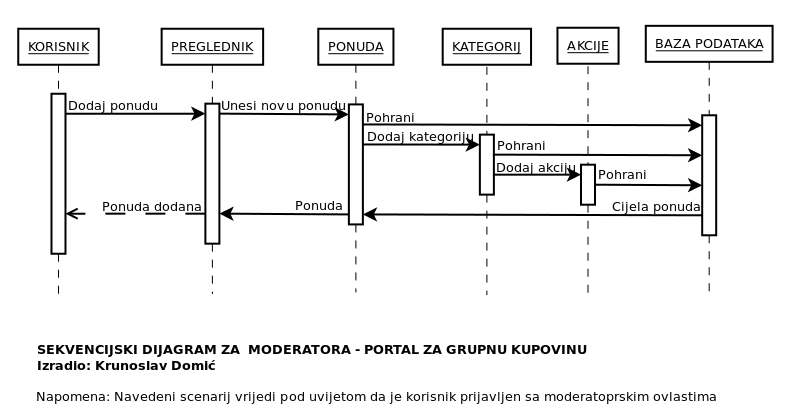 KORISNIK
PREGLEDNIK
PONUDA
KATEGORIJ
AKCIJE
BAZA PODATAKA
Dodaj ponudu
Unesi novu ponudu
Pohrani
Dodaj kategoriju
Pohrani
Dodaj akciju
Pohrani
Ponuda dodana
Ponuda
Cijela ponuda
SEKVENCIJSKI DIJAGRAM ZA MODERATORA - PORTAL ZA GRUPNU KUPOVINU
Izradio: Krunoslav Domić
Napomena: Navedeni scenarij vrijedi pod uvijetom da je korisnik prijavljen sa moderatoprskim ovlastima